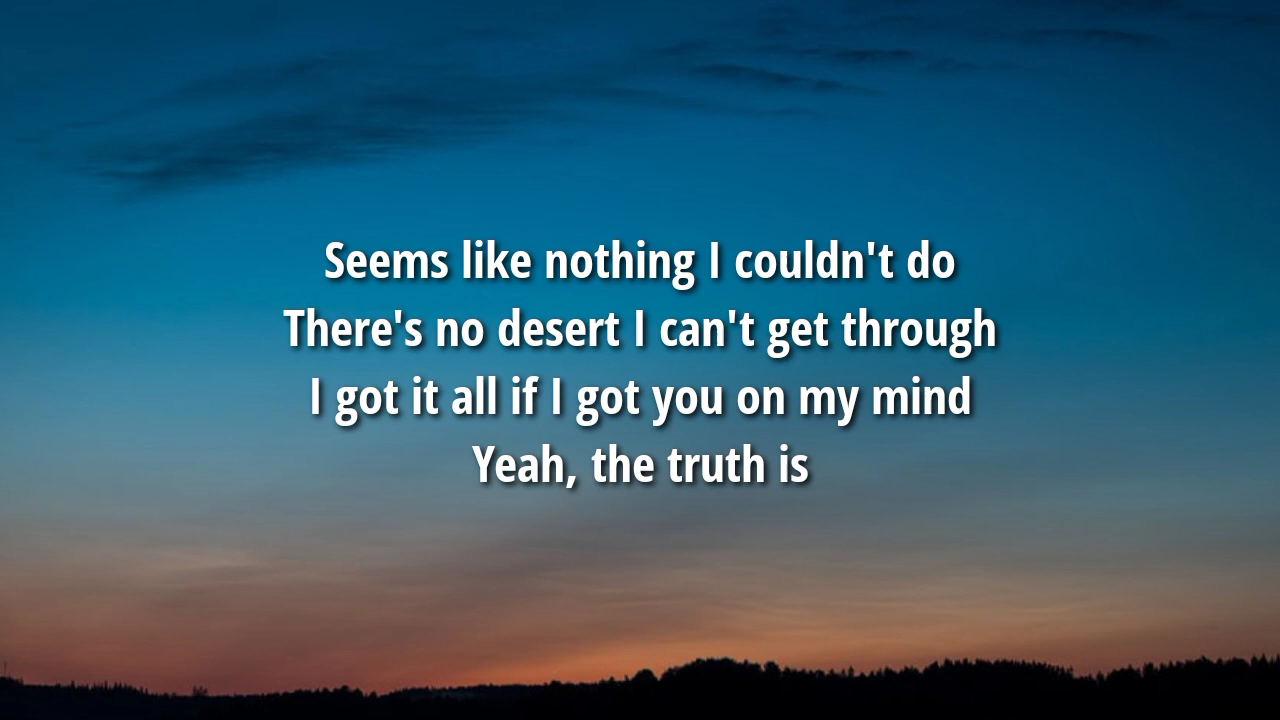 Seems like nothing I couldn't do
There's no desert I can't get through
I got it all if I got you on my mind
Yeah, the truth is